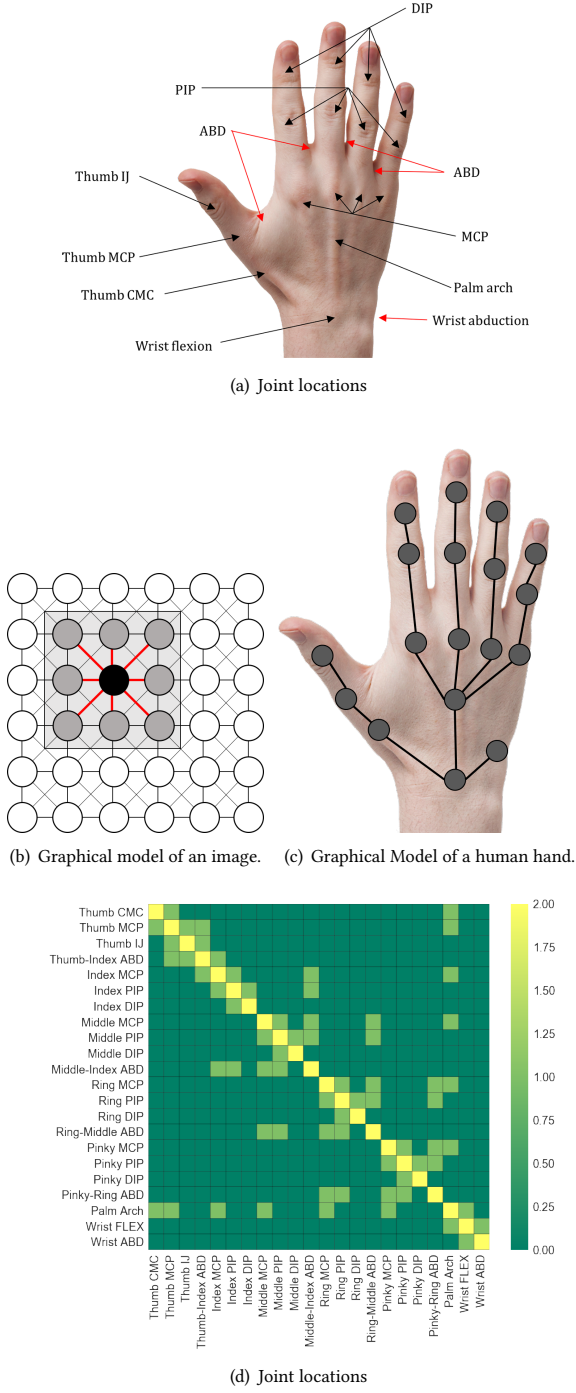 DIP
PIP
ABD
ABD
Thumb IJ
MCP
Thumb MCP
Palm arch
Thumb CMC
Wrist abduction
Wrist flexion
(a) Joint locations
(b) Graphical model of an image.
(c) Graphical Model of a human hand.
Thumb CMC
Thumb MCP
Thumb IJ
Thumb-Index ABD
Index MCP
Index PIP
Index DIP
Middle MCP
Middle PIP
Middle DIP
Middle-Index ABD
Ring MCP
Ring PIP
Ring DIP
Ring-Middle ABD
Pinky MCP
Pinky PIP
Pinky DIP
Pinky-Ring ABD
Palm Arch
Wrist FLEX
Wrist ABD
2.00
1.75
1.50
1.25
1.00
0.75
0.50
0.25
0.00
Thumb CMC
Thumb MCP
Thumb IJ
Thumb-Index ABD
Index MCP
Index PIP
Index DIP
Middle MCP
Middle PIP
Middle DIP
Middle-Index ABD
Ring MCP
Ring PIP
Ring DIP
Ring-Middle ABD
Pinky MCP
Pinky PIP
Pinky DIP
Pinky-Ring ABD
Palm Arch
Wrist FLEX
Wrist ABD
(d) Joint locations